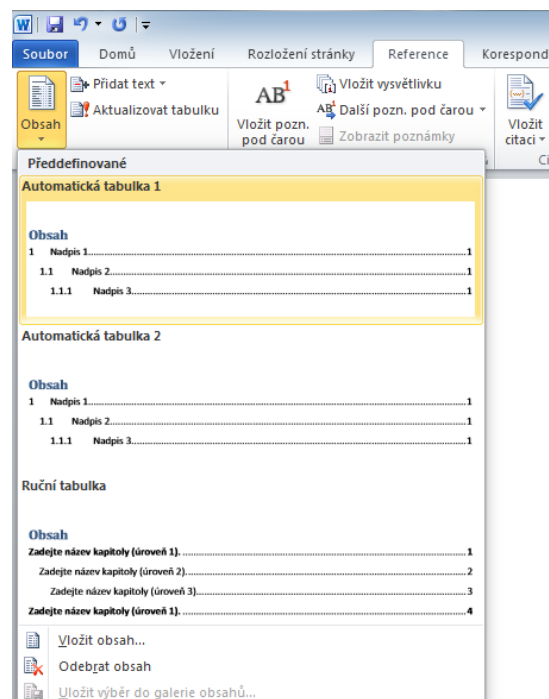 Soubor Domů Vložení Rozložení stránky Reference Korespond
Obsah
Přidat text
Aktualizovat tabulku
AB1
Vložit pozn.
pod čarou
Vložit vysvětlivku
AB1 Další pozn. pod čarou
Zobrazit poznámky
Vložit
citaci
Ci
Předdefinované
Automatická tabulka 1
Obsah
1 Nadpis 1 1
1.1 Nadpis 2 1
1.1.1 Nadpis 3 1
Automatická tabulka 2
Obsah
1 Nadpis 1 1
1.1 Nadpis 2 1
1.1.1 Nadpis 3 1
Ruční tabulka
Obsah
Zadejte název kapitoly (úroveň 1). 1
Zadejte název kapitoly (úroveň 2). 2
Zadejte název kapitoly (úroveň 3) 3
Zadejte název kapitoly (úroveň 1). 4
Vložit obsah...
Odebrat obsah
Uložit výběr do galerie obsahů...